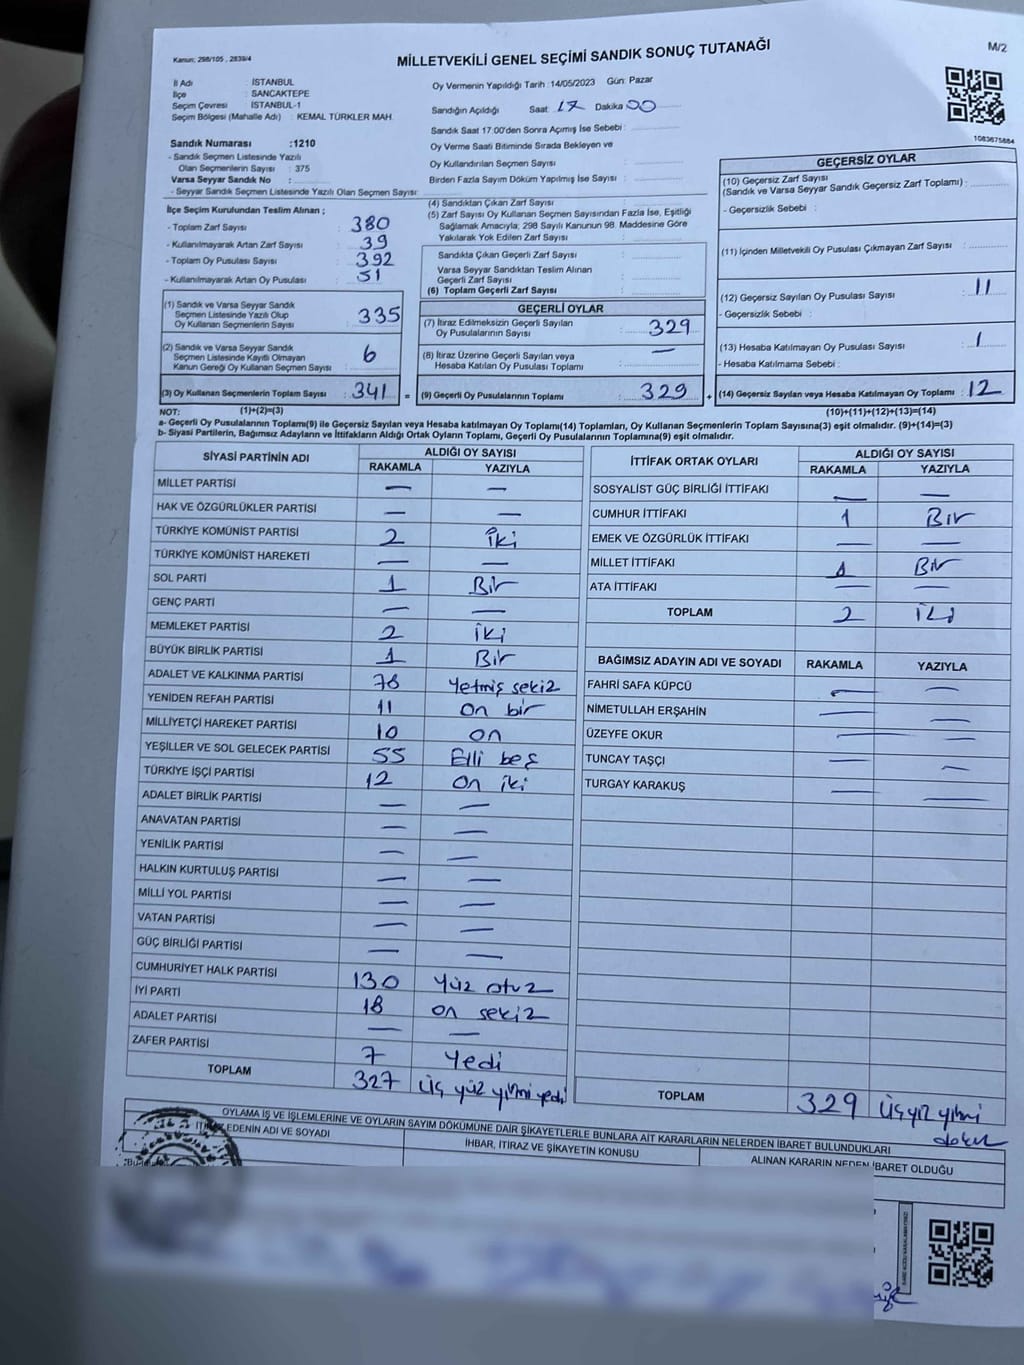 Kanun: 298/105 , 2839/4
MİLLETVEKİLİ GENEL SEÇİMİ SANDIK SONUÇ TUTANAĞI
M/2
İl Adı : İSTANBUL
İlçe : SANCAKTEPE
Seçim Çevresi : İSTANBUL-1
Seçim Bölgesi (Mahalle Adı) : KEMAL TÜRKLER MAH.
Sandık Numarası :1210
- Sandık Seçmen Listesinde Yazılı
Olan Seçmenlerin Sayısı : 375
Varsa Seyyar Sandık No :
- Seyyar Sandık Seçmen Listesinde Yazılı Olan Seçmen Sayısı:
Oy Vermenin Yapıldığı Tarih :14/05/2023 Gün: Pazar
Sandığın Açıldığı Saat: 17 Dakika 00
Sandık Saat 17:00'den Sonra Açımış İse Sebebi :
Oy Verme Saati Bitiminde Sırada Bekleyen ve
Oy Kullandırılan Seçmen Sayısı :
Birden Fazla Sayım Döküm Yapılmış İse Sayısı :
1083675884
İlçe Seçim Kurulundan Teslim Alınan ;
- Toplam Zarf Sayısı : 380
- Kullanılmayarak Artan Zarf Sayısı : 39
- Toplam Oy Pusulası Sayısı : 392
- Kullanılmayarak Artan Oy Pusulası : 51
(1) Sandık ve Varsa Seyyar Sandık
Seçmen Listesinde Yazılı Olup
Oy Kullanan Seçmenlerin Sayısı : 335
(2) Sandık ve Varsa Seyyar Sandık
Seçmen Listesinde Kayıtlı Olmayan
Kanun Gereği Oy Kullanan Seçmen Sayısı : 6
(3) Oy Kullanan Seçmenlerin Toplam Sayısı : 341 =
(4) Sandıktan Çıkan Zarf Sayısı
(5) Zarf Sayısı Oy Kullanan Seçmen Sayısından Fazla İse, Eşitliği
Sağlamak Amacıyla; 298 Sayılı Kanunun 98. Maddesine Göre
Yakılarak Yok Edilen Zarf Sayısı :
Sandıkta Çıkan Geçerli Zarf Sayısı :
Varsa Seyyar Sandıktan Teslim Alınan
Geçerli Zarf Sayısı :
(6) Toplam Geçerli Zarf Sayısı :
GEÇERLİ OYLAR
(7) İtiraz Edilmeksizin Geçerli Sayılan
Oy Pusulalarının Sayısı : 329
(8) İtiraz Üzerine Geçerli Sayılan veya
Hesaba Katılan Oy Pusulası Toplamı : —
(9) Geçerli Oy Pusulalarının Toplamı : 329 +
GEÇERSİZ OYLAR
(10) Geçersiz Zarf Sayısı
(Sandık ve Varsa Seyyar Sandık Geçersiz Zarf Toplamı) :
- Geçersizlik Sebebi :
(11) İçinden Milletvekili Oy Pusulası Çıkmayan Zarf Sayısı :
(12) Geçersiz Sayılan Oy Pusulası Sayısı : 11
- Geçersizlik Sebebi :
(13) Hesaba Katılmayan Oy Pusulası Sayısı : 1
- Hesaba Katılmama Sebebi :
(14) Geçersiz Sayılan veya Hesaba Katılmayan Oy Toplamı : 12
NOT: (1)+(2)=(3) (10)+(11)+(12)+(13)=(14)
a- Geçerli Oy Pusulalarının Toplamı(9) ile Geçersiz Sayılan veya Hesaba katılmayan Oy Toplamı(14) Toplamları, Oy Kullanan Seçmenlerin Toplam Sayısına(3) eşit olmalıdır. (9)+(14)=(3)
b- Siyasi Partilerin, Bağımsız Adayların ve İttifakların Aldığı Ortak Oyların Toplamı, Geçerli Oy Pusulalarının Toplamına(9) eşit olmalıdır.
SİYASİ PARTİNİN ADI ALDIĞI OY SAYISI
RAKAMLA YAZIYLA
MİLLET PARTİSİ — —
HAK VE ÖZGÜRLÜKLER PARTİSİ — —
TÜRKİYE KOMÜNİST PARTİSİ 2 İki
TÜRKİYE KOMÜNİST HAREKETİ — —
SOL PARTİ 1 Bir
GENÇ PARTİ — —
MEMLEKET PARTİSİ 2 iki
BÜYÜK BİRLİK PARTİSİ 1 Bir
ADALET VE KALKINMA PARTİSİ 78 Yetmiş sekiz
YENİDEN REFAH PARTİSİ 11 On bir
MİLLİYETÇİ HAREKET PARTİSİ 10 on
YEŞİLLER VE SOL GELECEK PARTİSİ 55 Elli beş
TÜRKİYE İŞÇİ PARTİSİ 12 On iki
ADALET BİRLİK PARTİSİ — —
ANAVATAN PARTİSİ — —
YENİLİK PARTİSİ — —
HALKIN KURTULUŞ PARTİSİ — —
MİLLİ YOL PARTİSİ — —
VATAN PARTİSİ — —
GÜÇ BİRLİĞİ PARTİSİ — —
CUMHURİYET HALK PARTİSİ 130 Yüz otuz
İYİ PARTİ 18 on sekiz
ADALET PARTİSİ — —
ZAFER PARTİSİ 7 Yedi
TOPLAM 327 Üç yüz yirmi yedi
İTTİFAK ORTAK OYLARI ALDIĞI OY SAYISI
RAKAMLA YAZIYLA
SOSYALİST GÜÇ BİRLİĞİ İTTİFAKI — —
CUMHUR İTTİFAKI 1 Bir
EMEK VE ÖZGÜRLÜK İTTİFAKI — —
MİLLET İTTİFAKI 1 Bir
ATA İTTİFAKI — —
TOPLAM 2 İki
BAĞIMSIZ ADAYIN ADI VE SOYADI RAKAMLA YAZIYLA
FAHRİ SAFA KÜPCÜ — —
NİMETULLAH ERŞAHİN — —
ÜZEYFE OKUR — —
TUNCAY TAŞÇI — —
TURGAY KARAKUŞ — —
TOPLAM 329 Üç yüz yirmi dokuz
OYLAMA İŞ VE İŞLEMLERİNE VE OYLARIN SAYIM DÖKÜMÜNE DAİR ŞİKAYETLERLE BUNLARA AİT KARARLARIN NELERDEN İBARET BULUNDUKLARI
İTİRAZ EDENİN ADI VE SOYADI
İHBAR, İTİRAZ VE ŞİKAYETİN KONUSU
ALINAN KARARIN NEDEN İBARET OLDUĞU